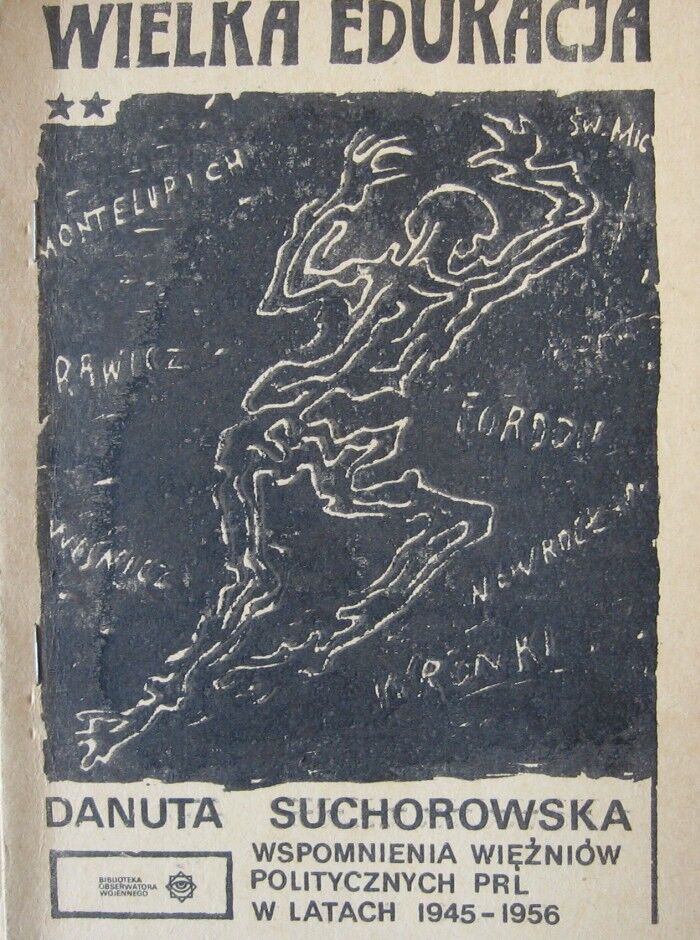 WIELKA EDUKACJA
ŚW. MIC
MONTELUPICH
RAWICZ
FORDON
WIŚNICZ
NOWROCŁ
WRONKI
DANUTA SUCHOROWSKA
WSPOMNIENIA WIĘŹNIÓW
POLITYCZNYCH PRL
W LATACH 1945-1956
BIBLIOTEKA
OBSERWATORA
WOJENNEGO